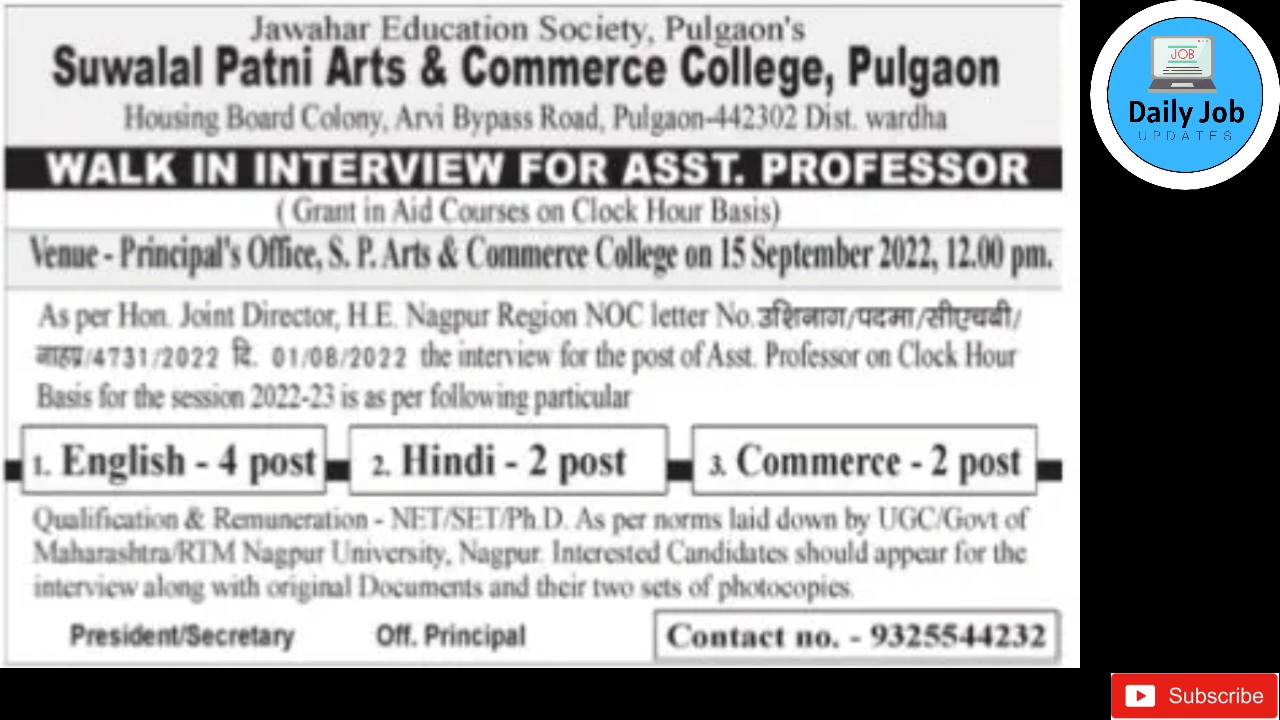 Jawahar Education Society, Pulgaon's
Suwalal Patni Arts & Commerce College, Pulgaon
Housing Board Colony, Arvi Bypass Road, Pulgaon-442302 Dist. wardha
WALK IN INTERVIEW FOR ASST. PROFESSOR
( Grant in Aid Courses on Clock Hour Basis)
Venue - Principal's Office, S. P. Arts & Commerce College on 15 September 2022, 12.00 pm.
As per Hon. Joint Director, H.E. Nagpur Region NOC letter No.उशिनाग/पदमा/सीएचबी/
नाहप्र/4731/2022 दि. 01/08/2022 the interview for the post of Asst. Professor on Clock Hour
Basis for the session 2022-23 is as per following particular
1. English - 4 post
2. Hindi - 2 post
3. Commerce - 2 post
Qualification & Remuneration - NET/SET/Ph.D. As per norms laid down by UGC/Govt of
Maharashtra/RTM Nagpur University, Nagpur. Interested Candidates should appear for the
interview along with original Documents and their two sets of photocopies.
President/Secretary
Off. Principal
Contact no. - 9325544232
JOB
Daily Job
UPDATES
Subscribe